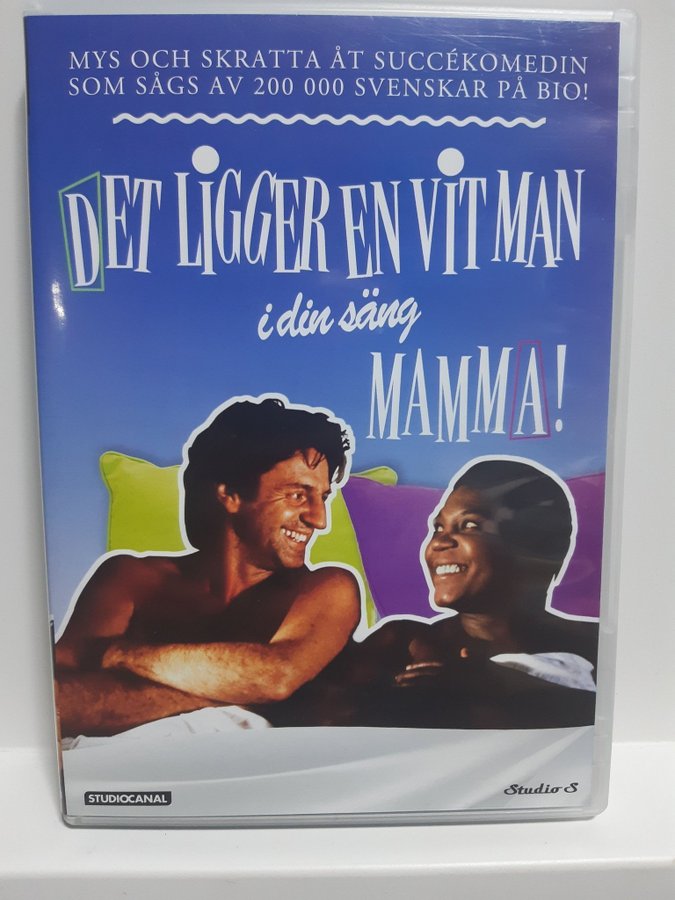 MYS OCH SKRATTA ÅT SUCCÉKOMEDIN
SOM SÅGS AV 200 000 SVENSKAR PÅ BIO!
DET LIGGER EN VIT MAN
i din säng
MAMMA!
STUDIOCANAL
Studio S